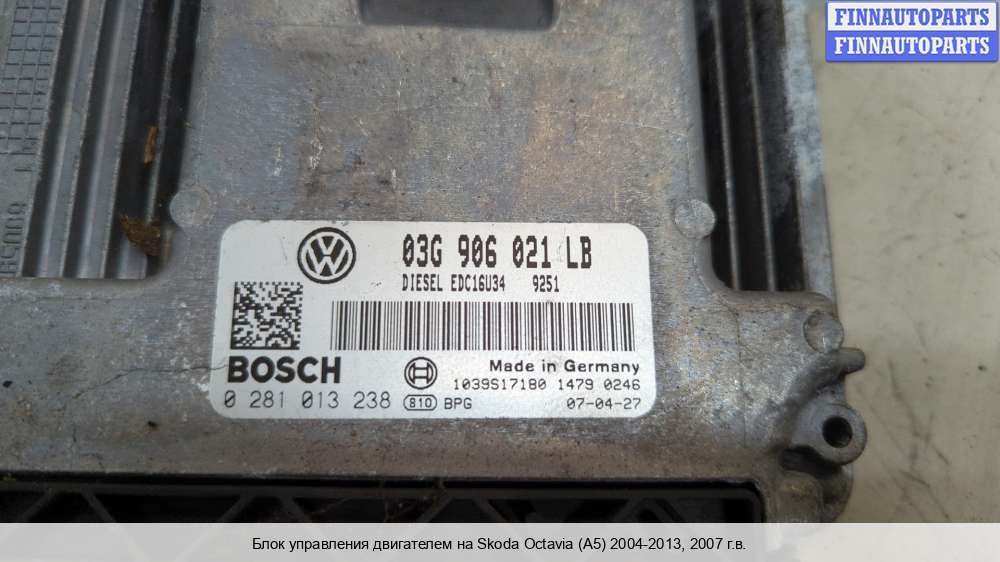 FINNAUTOPARTS
FINNAUTOPARTS
03G 906 021 LB
DIESEL EDC16U34 9251
BOSCH
Made in Germany
1039S17180 1479 0246
0 281 013 238 810 BPG 07-04-27
Блок управления двигателем на Skoda Octavia (A5) 2004-2013, 2007 г.в.